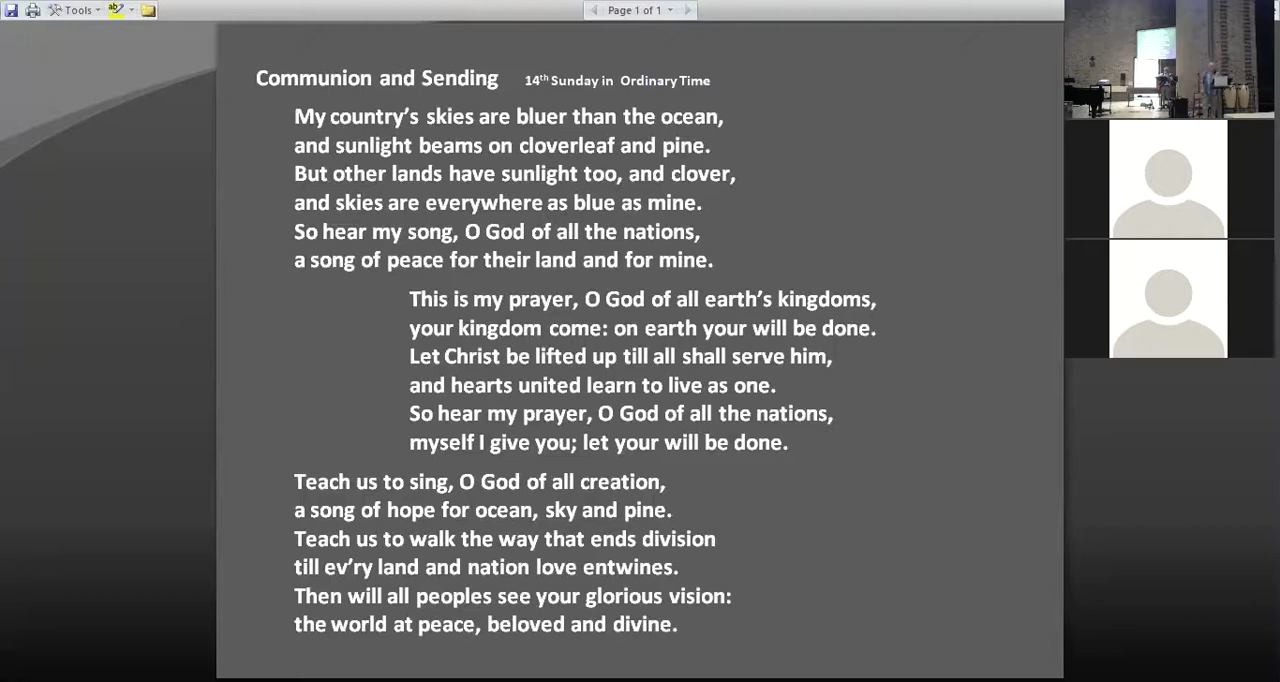 Tools
Page 1 of 1
Communion and Sending 14th Sunday in Ordinary Time
My country's skies are bluer than the ocean,
and sunlight beams on cloverleaf and pine.
But other lands have sunlight too, and clover,
and skies are everywhere as blue as mine.
So hear my song, O God of all the nations,
a song of peace for their land and for mine.
This is my prayer, O God of all earth's kingdoms,
your kingdom come: on earth your will be done.
Let Christ be lifted up till all shall serve him,
and hearts united learn to live as one.
So hear my prayer, O God of all the nations,
myself I give you; let your will be done.
Teach us to sing, O God of all creation,
a song of hope for ocean, sky and pine.
Teach us to walk the way that ends division
till ev'ry land and nation love entwines.
Then will all peoples see your glorious vision:
the world at peace, beloved and divine.